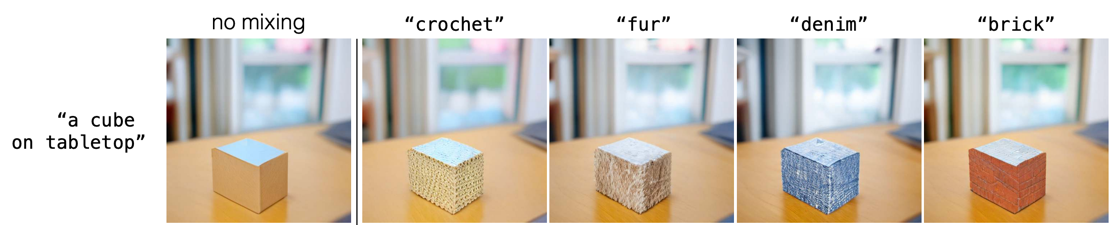 no mixing
“crochet”
“fur”
“denim”
“brick”
“a cube
on tabletop”